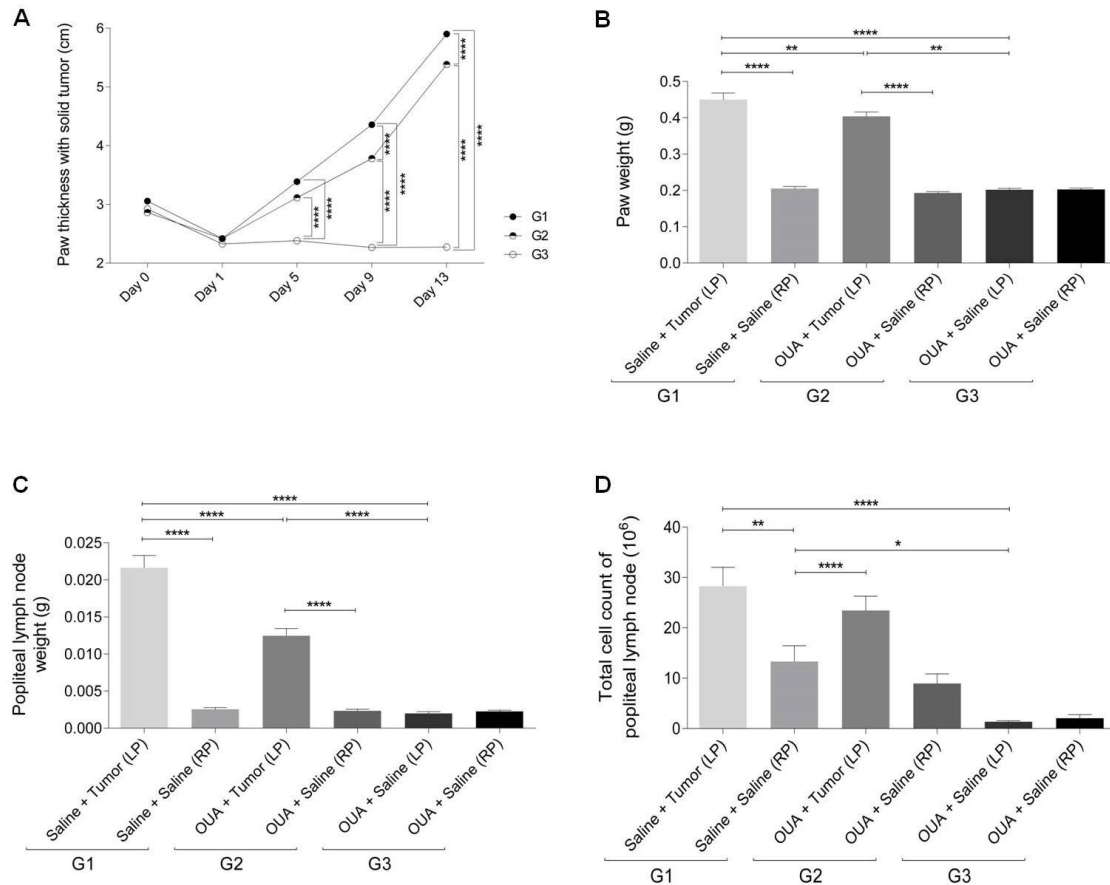 A
Paw thickness with solid tumor (cm)
6
5
4
3
2
Day 0
Day 1
Day 5
Day 9
Day 13
****
****
****
****
****
****
****
****
G1
G2
G3
B
Paw weight (g)
0.5
0.4
0.3
0.2
0.1
0.0
****
**
**
****
****
Saline + Tumor (LP)
Saline + Saline (RP)
OUA + Tumor (LP)
OUA + Saline (RP)
OUA + Saline (LP)
OUA + Saline (RP)
G1
G2
G3
C
Popliteal lymph node
weight (g)
0.025
0.020
0.015
0.010
0.005
0.000
****
****
****
****
****
Saline + Tumor (LP)
Saline + Saline (RP)
OUA + Tumor (LP)
OUA + Saline (RP)
OUA + Saline (LP)
OUA + Saline (RP)
G1
G2
G3
D
Total cell count of
popliteal lymph node (10⁶)
40
30
20
10
0
****
**
*
****
Saline + Tumor (LP)
Saline + Saline (RP)
OUA + Tumor (LP)
OUA + Saline (RP)
OUA + Saline (LP)
OUA + Saline (RP)
G1
G2
G3